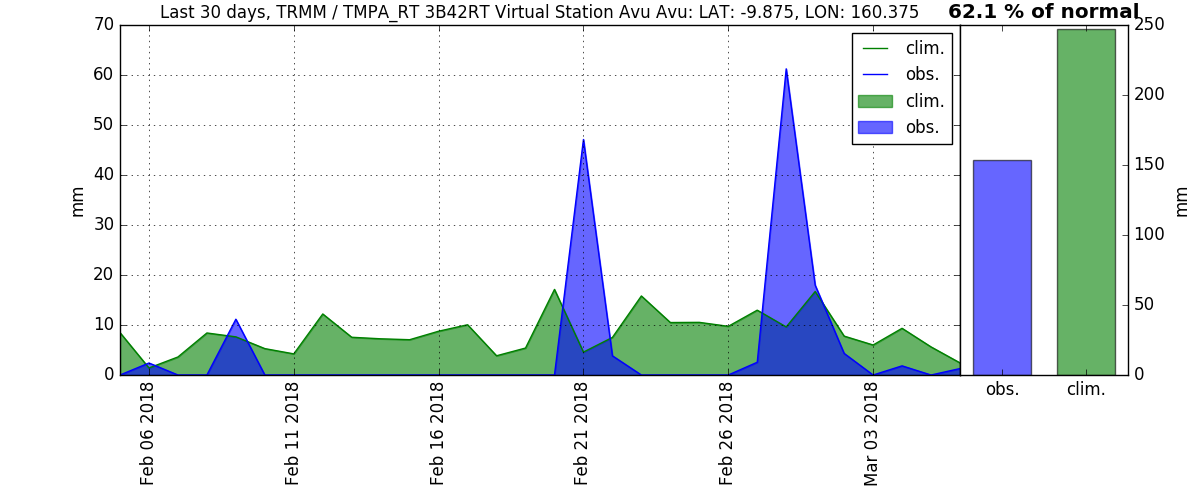 Last 30 days, TRMM / TMPA_RT 3B42RT Virtual Station Avu Avu: LAT: -9.875, LON: 160.375
62.1 % of normal
70
60
50
40
30
20
10
0
mm
clim.
obs.
clim.
obs.
Feb 06 2018
Feb 11 2018
Feb 16 2018
Feb 21 2018
Feb 26 2018
Mar 03 2018
250
200
150
100
50
0
mm
obs.
clim.